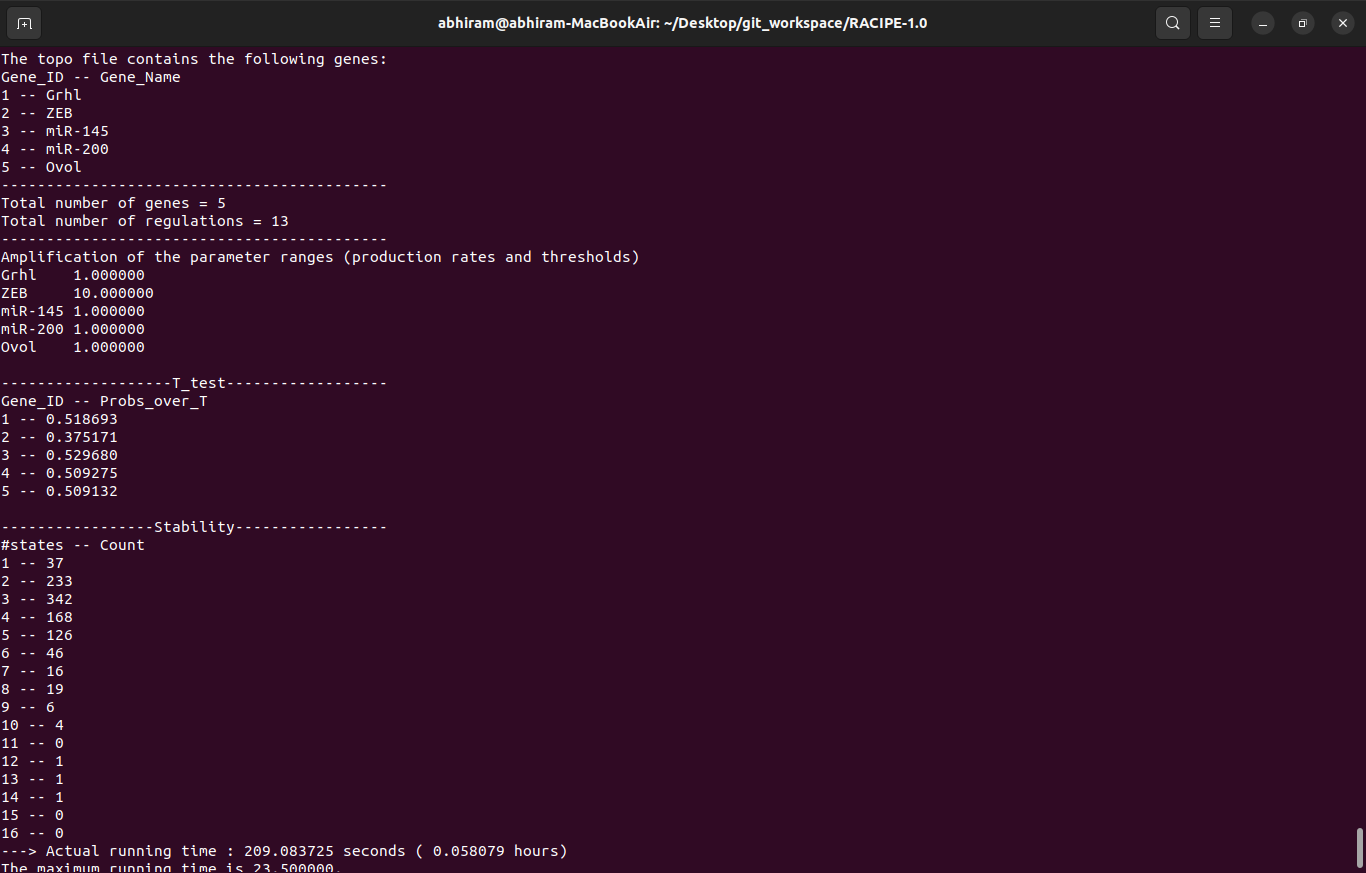 abhiram@abhiram-MacBookAir: ~/Desktop/git_workspace/RACIPE-1.0
The topo file contains the following genes:
Gene_ID -- Gene_Name
1 -- Grhl
2 -- ZEB
3 -- miR-145
4 -- miR-200
5 -- Ovol
-------------------------------------------
Total number of genes = 5
Total number of regulations = 13
-------------------------------------------
Amplification of the parameter ranges (production rates and thresholds)
Grhl    1.000000
ZEB     10.000000
miR-145 1.000000
miR-200 1.000000
Ovol    1.000000
-------------------T_test------------------
Gene_ID -- Probs_over_T
1 -- 0.518693
2 -- 0.375171
3 -- 0.529680
4 -- 0.509275
5 -- 0.509132
-----------------Stability-----------------
#states -- Count
1 -- 37
2 -- 233
3 -- 342
4 -- 168
5 -- 126
6 -- 46
7 -- 16
8 -- 19
9 -- 6
10 -- 4
11 -- 0
12 -- 1
13 -- 1
14 -- 1
15 -- 0
16 -- 0
---> Actual running time : 209.083725 seconds ( 0.058079 hours)
The maximum running time is 23.500000.